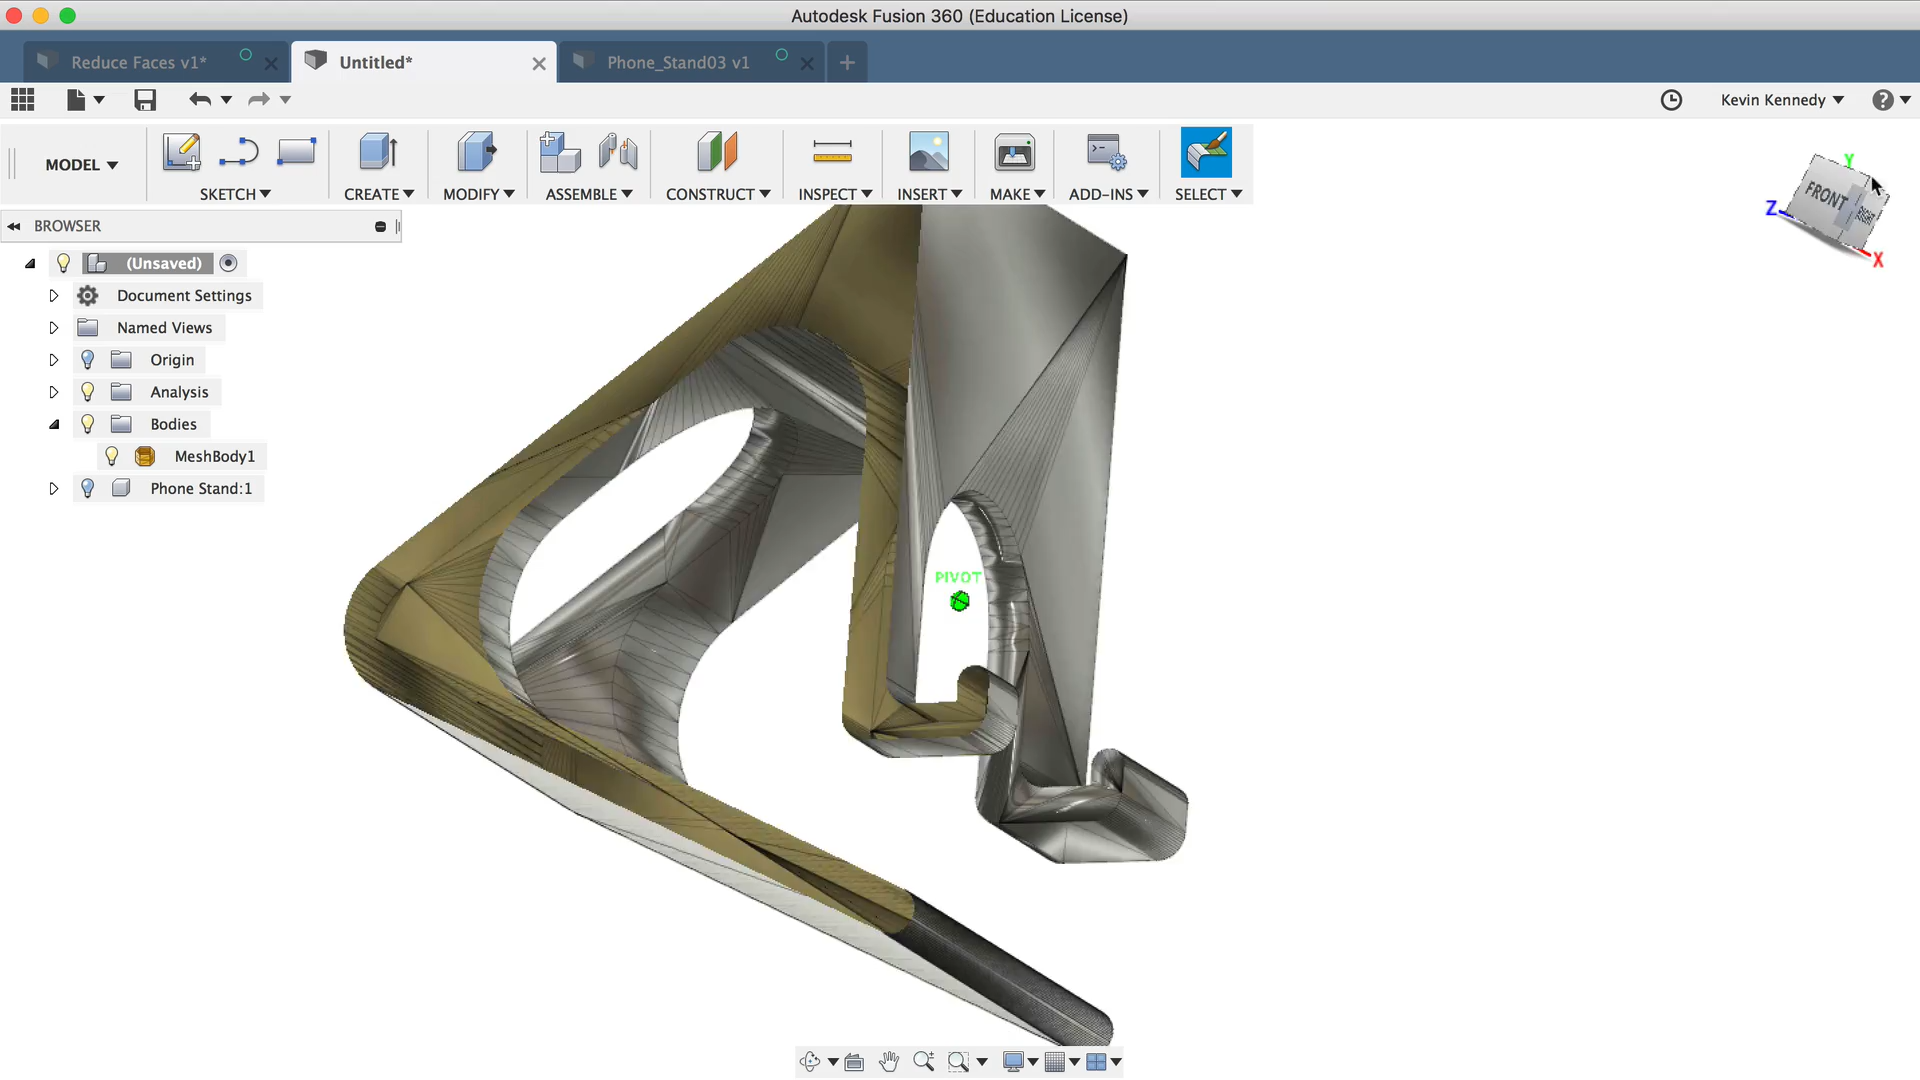 Autodesk Fusion 360 (Education License)
Reduce Faces v1*
Untitled*
Phone_Stand03 v1
Kevin Kennedy
MODEL
SKETCH
CREATE
MODIFY
ASSEMBLE
CONSTRUCT
INSPECT
INSERT
MAKE
ADD-INS
SELECT
BROWSER
(Unsaved)
Document Settings
Named Views
Origin
Analysis
Bodies
MeshBody1
Phone Stand:1
Y
FRONT
Z
X
PIVOT